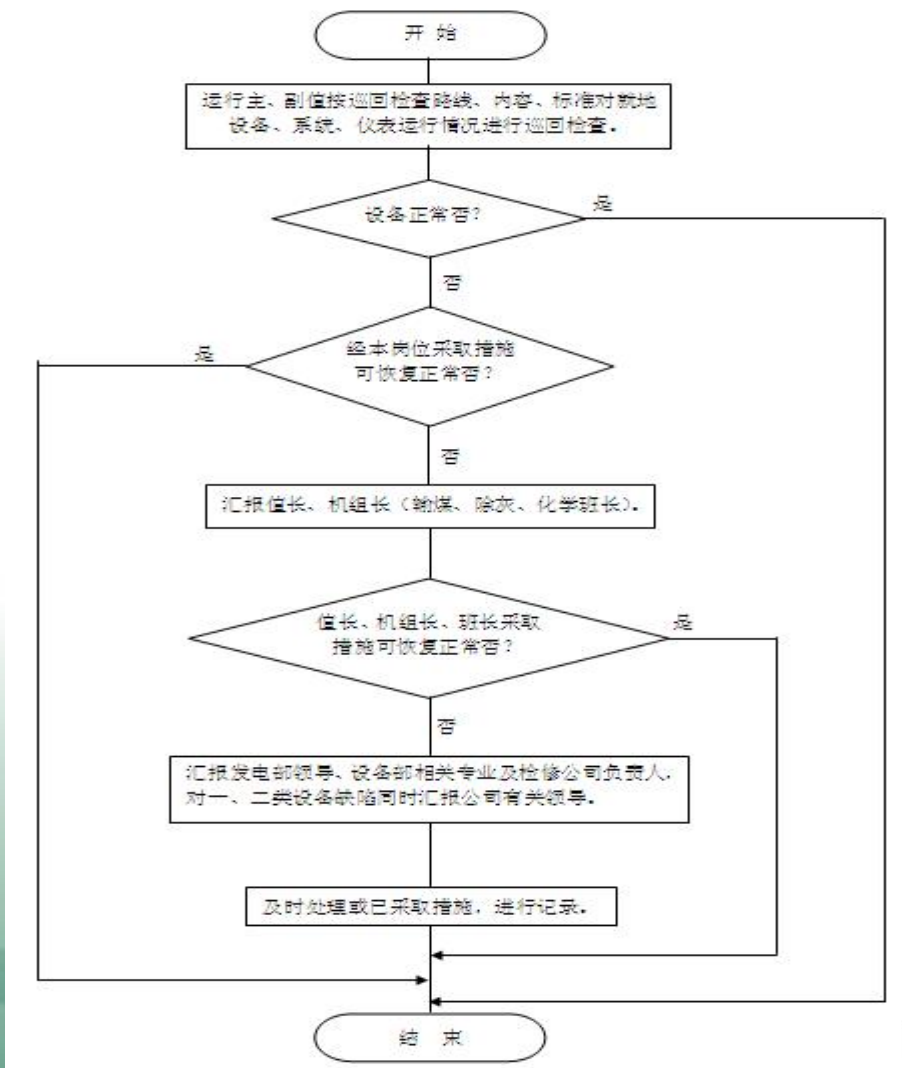 开 始
运行主、副值按巡回检查路线、内容、标准对就地
设备、系统、仪表运行情况进行巡回检查。
设备正常否?
是
否
经本岗位采取措施
可恢复正常否?
是
否
汇报值长、机组长（输煤、除灰、化学班长）。
值长、机组长、班长采取
措施可恢复正常否?
是
否
汇报发电部领导、设备部相关专业及检修公司负责人，
对一、二类设备缺陷同时汇报公司有关领导。
及时处理或已采取措施，进行记录。
结 束